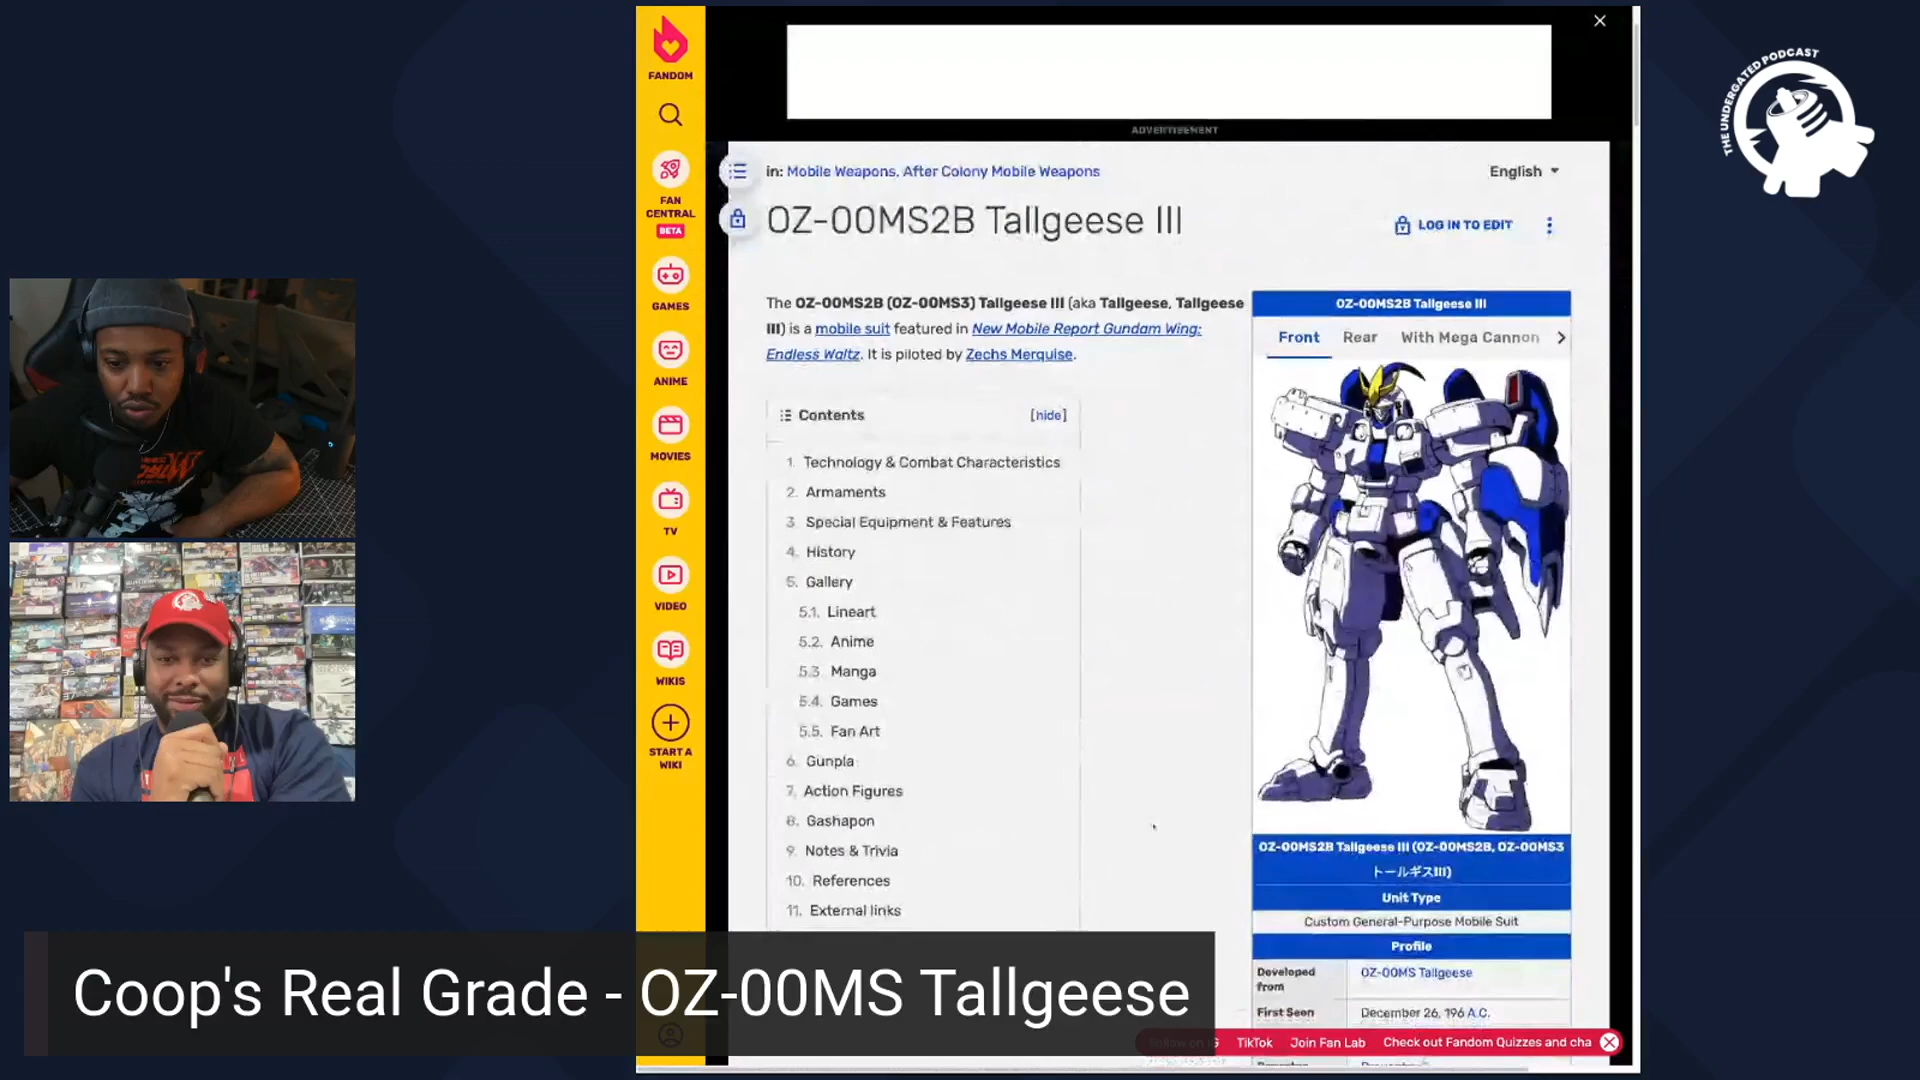 THE UNDERGATED PODCAST
FANDOM
FAN
CENTRAL
BETA
GAMES
ANIME
MOVIES
TV
VIDEO
WIKIS
START A
WIKI
ADVERTISEMENT
in: Mobile Weapons, After Colony Mobile Weapons
English
OZ-00MS2B Tallgeese III
LOG IN TO EDIT
The OZ-00MS2B (OZ-00MS3) Tallgeese III (aka Tallgeese, Tallgeese
III) is a mobile suit featured in New Mobile Report Gundam Wing:
Endless Waltz. It is piloted by Zechs Merquise.
Contents [hide]
1. Technology & Combat Characteristics
2. Armaments
3. Special Equipment & Features
4. History
5. Gallery
5.1. Lineart
5.2. Anime
5.3. Manga
5.4. Games
5.5. Fan Art
6. Gunpla
7. Action Figures
8. Gashapon
9. Notes & Trivia
10. References
11. External links
OZ-00MS2B Tallgeese III
Front Rear With Mega Cannon
OZ-00MS2B Tallgeese III (OZ-00MS2B, OZ-00MS3
トールギスIII)
Unit Type
Custom General-Purpose Mobile Suit
Profile
Developed
from
OZ-00MS Tallgeese
First Seen December 26, 196 A.C.
TikTok Join Fan Lab Check out Fandom Quizzes and cha
Coop's Real Grade - OZ-00MS Tallgeese